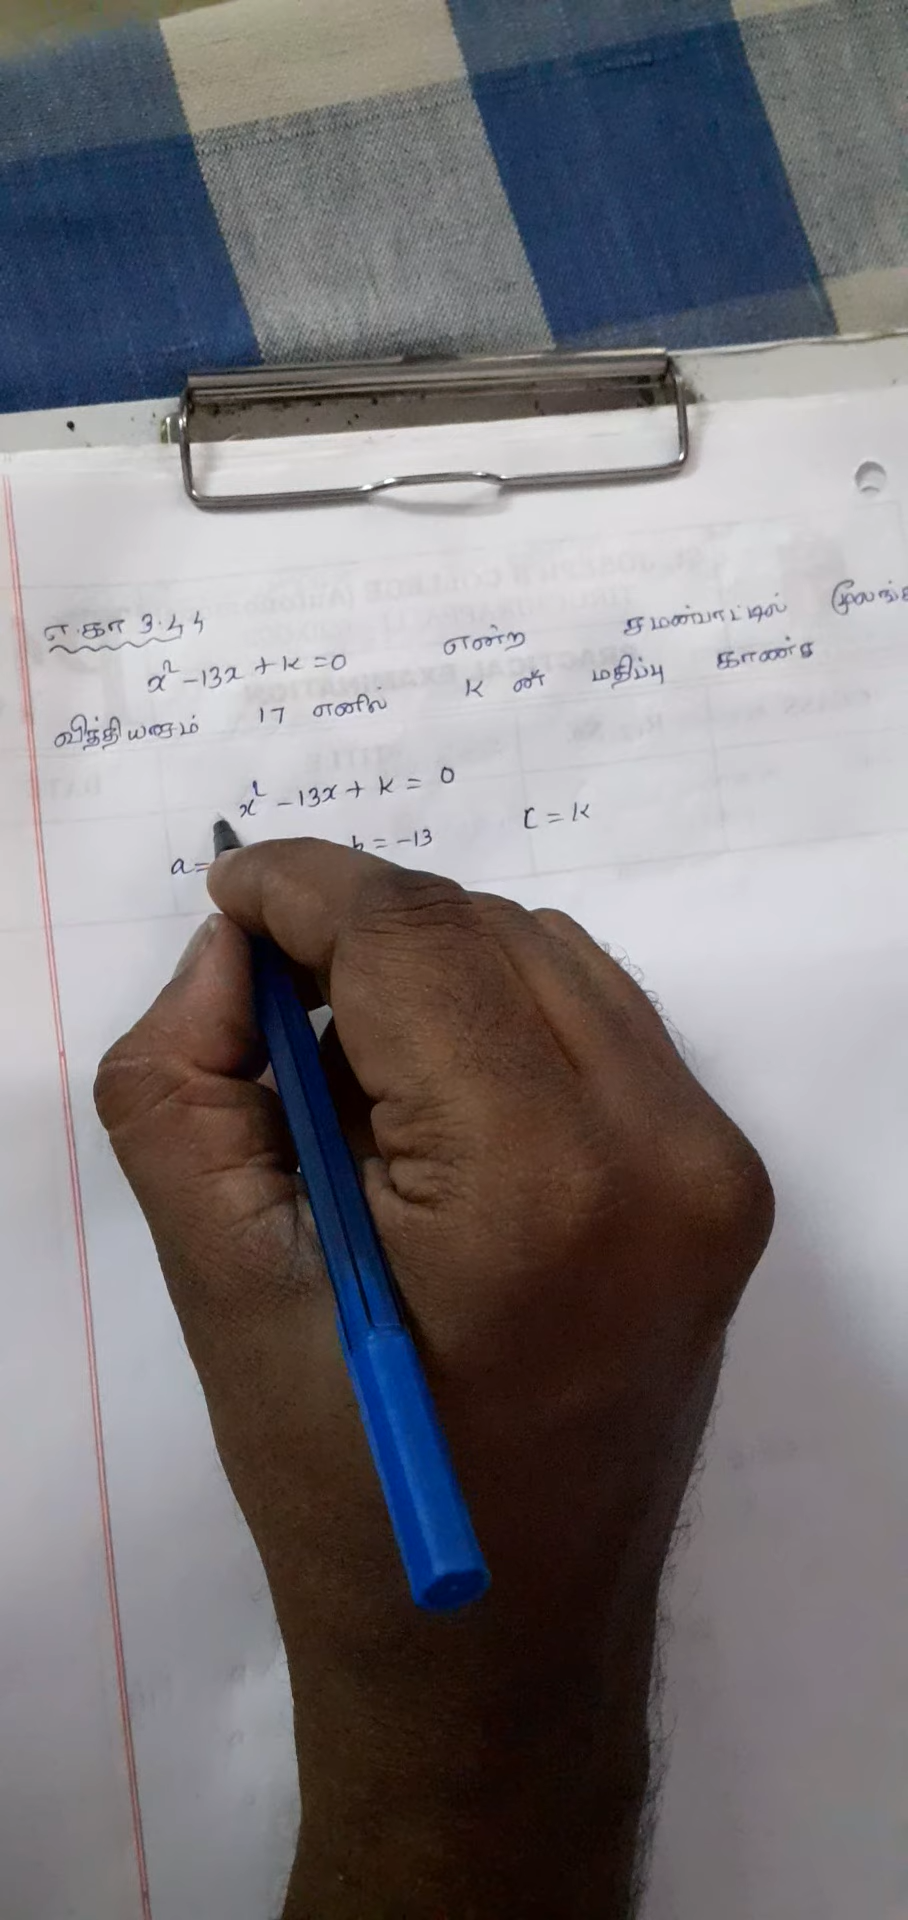 எ.கா 3.44
x² - 13x + k = 0 என்ற சமன்பாட்டில் மூலங்க
வித்தியாசம் 17 எனில் K ன் மதிப்பு காண்க
x² - 13x + k = 0
a = b = -13 C = k